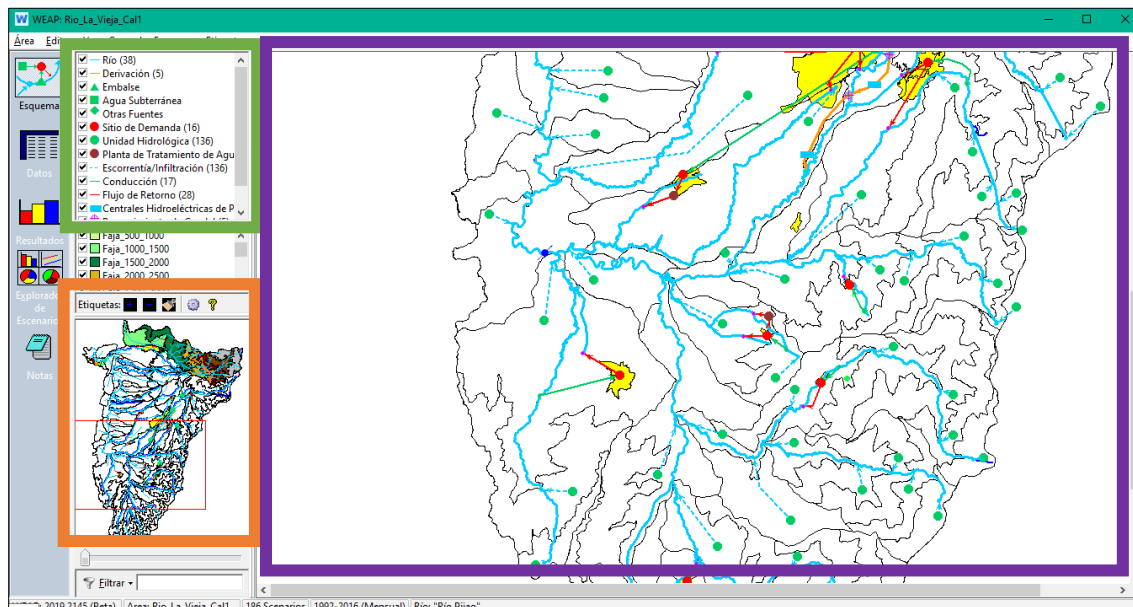 WEAP: Rio_La_Vieja_Cal1
Área
Esquema
Datos
Resultados
de
Escenario
Notas
Río (38)
Derivación (5)
Embalse
Agua Subterránea
Otras Fuentes
Sitio de Demanda (16)
Unidad Hidrológica (136)
Planta de Tratamiento de Agu
Escorrentía/Infiltración (136)
Conducción (17)
Flujo de Retorno (28)
Centrales Hidroeléctricas de P
Faja_500_1000
Faja_1000_1500
Faja_1500_2000
Faja_2000_2500
Etiquetas:
Filtrar
WEAP: 2019.2145 (Beta) Area: Rio_La_Vieja_Cal1 186 Scenarios 1992-2016 (Mensual) Río: "Río Pijao"